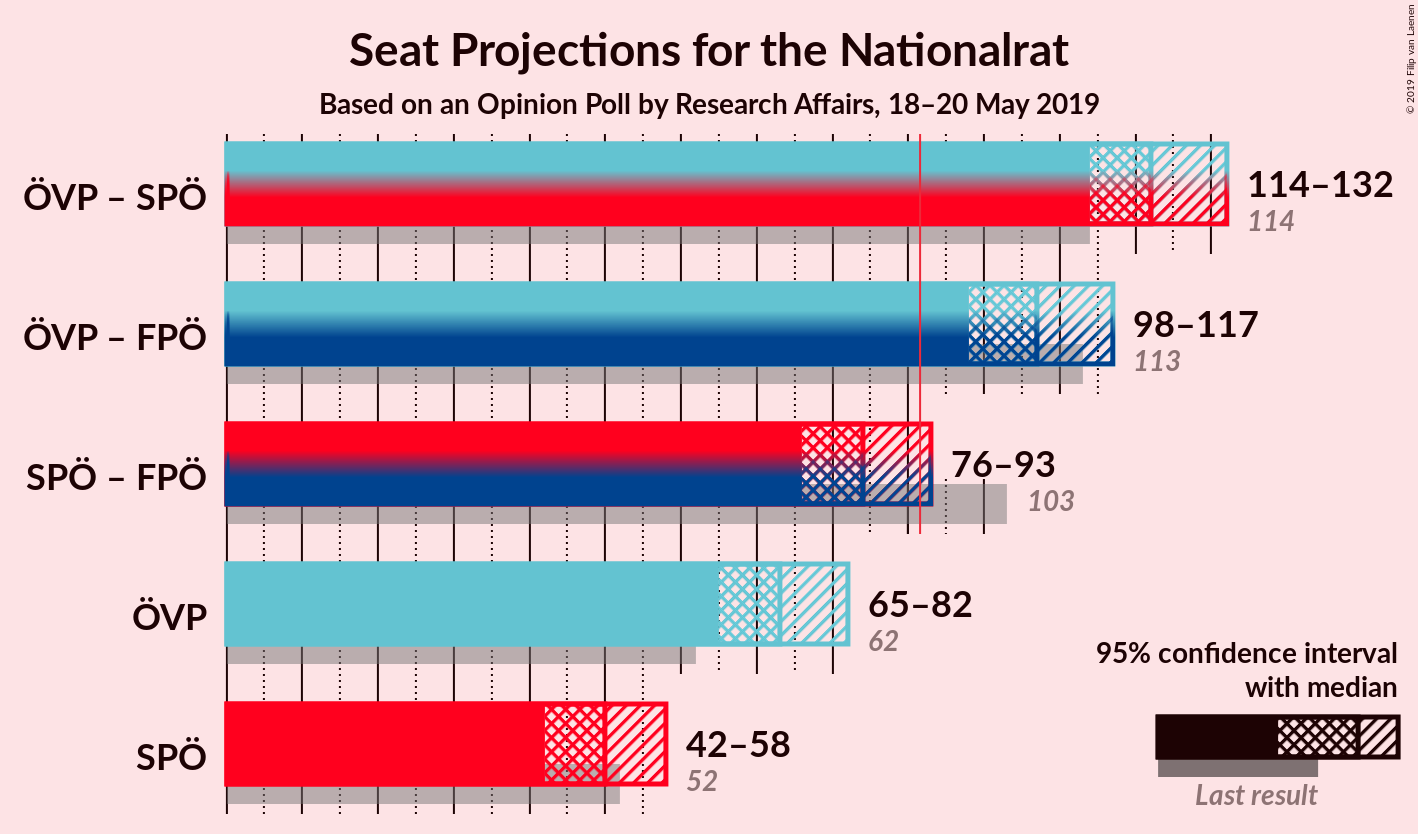 Seat Projections for the Nationalrat
Based on an Opinion Poll by Research Affairs, 18–20 May 2019
© 2019 Filip van Laenen
ÖVP – SPÖ
114–132
114
ÖVP – FPÖ
98–117
113
SPÖ – FPÖ
76–93
103
ÖVP
65–82
62
SPÖ
42–58
52
95% confidence interval
with median
Last result